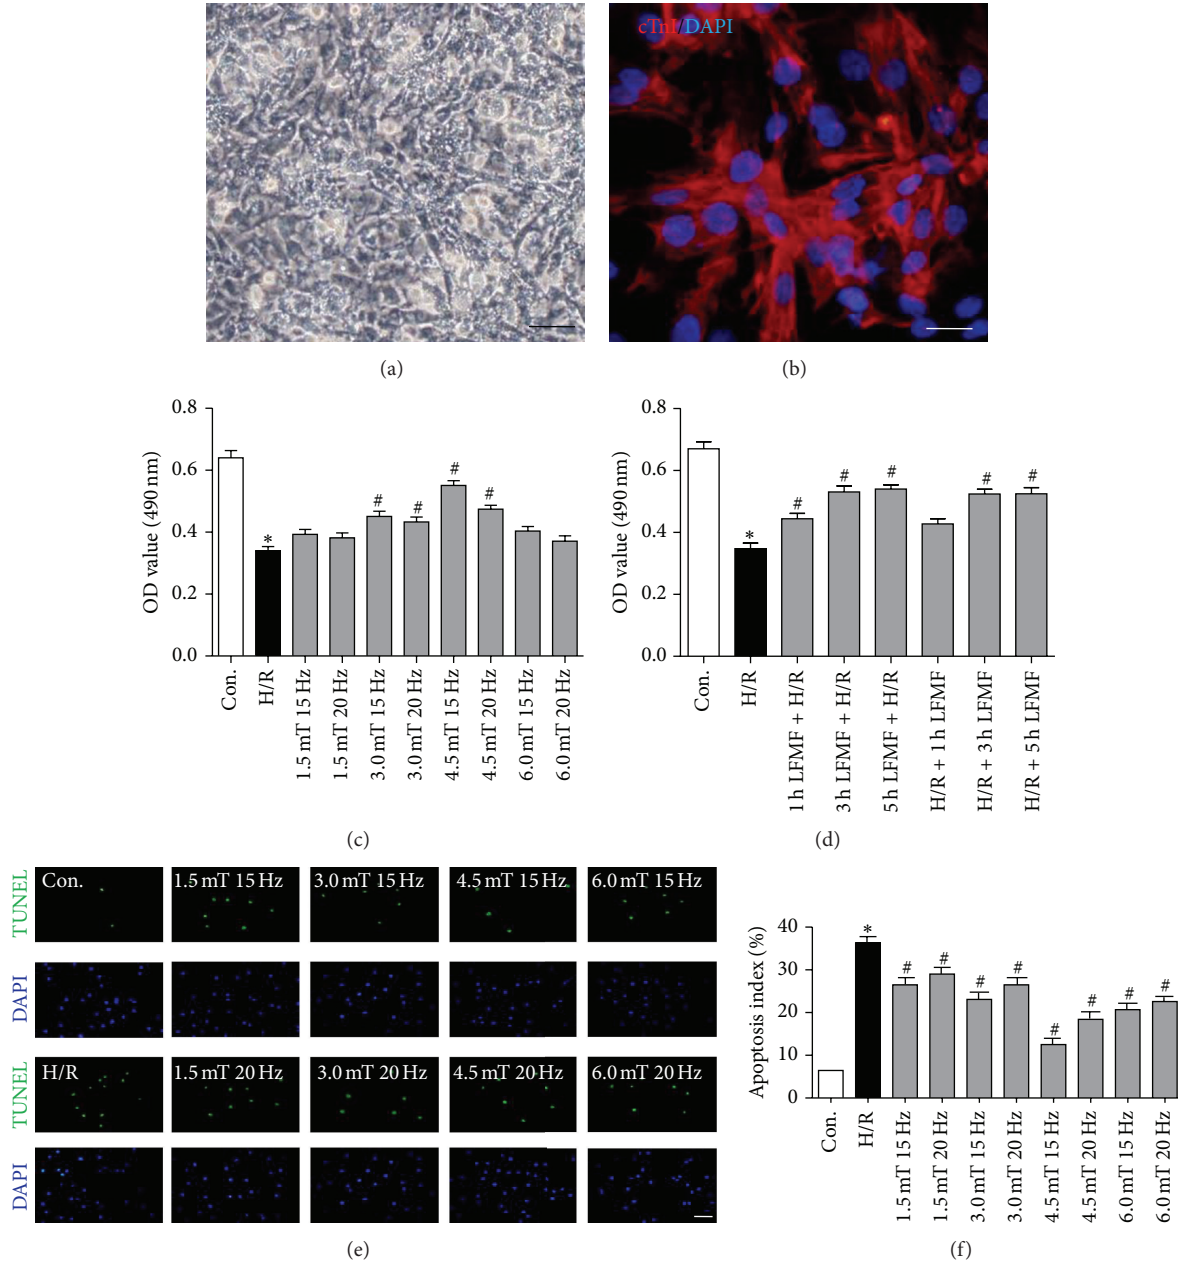 cTnI/DAPI
(a)
(b)
0.8
0.6
0.4
0.2
0.0
OD value (490 nm)
*
#
#
#
#
Con.
H/R
1.5 mT 15 Hz
1.5 mT 20 Hz
3.0 mT 15 Hz
3.0 mT 20 Hz
4.5 mT 15 Hz
4.5 mT 20 Hz
6.0 mT 15 Hz
6.0 mT 20 Hz
(c)
0.8
0.6
0.4
0.2
0.0
OD value (490 nm)
*
#
#
#
#
#
Con.
H/R
1 h LFMF + H/R
3 h LFMF + H/R
5 h LFMF + H/R
H/R + 1 h LFMF
H/R + 3 h LFMF
H/R + 5 h LFMF
(d)
TUNEL
Con.
1.5 mT 15 Hz
3.0 mT 15 Hz
4.5 mT 15 Hz
6.0 mT 15 Hz
DAPI
TUNEL
H/R
1.5 mT 20 Hz
3.0 mT 20 Hz
4.5 mT 20 Hz
6.0 mT 20 Hz
DAPI
(e)
40
30
20
10
0
Apoptosis index (%)
*
#
#
#
#
#
#
#
#
Con.
H/R
1.5 mT 15 Hz
1.5 mT 20 Hz
3.0 mT 15 Hz
3.0 mT 20 Hz
4.5 mT 15 Hz
4.5 mT 20 Hz
6.0 mT 15 Hz
6.0 mT 20 Hz
(f)